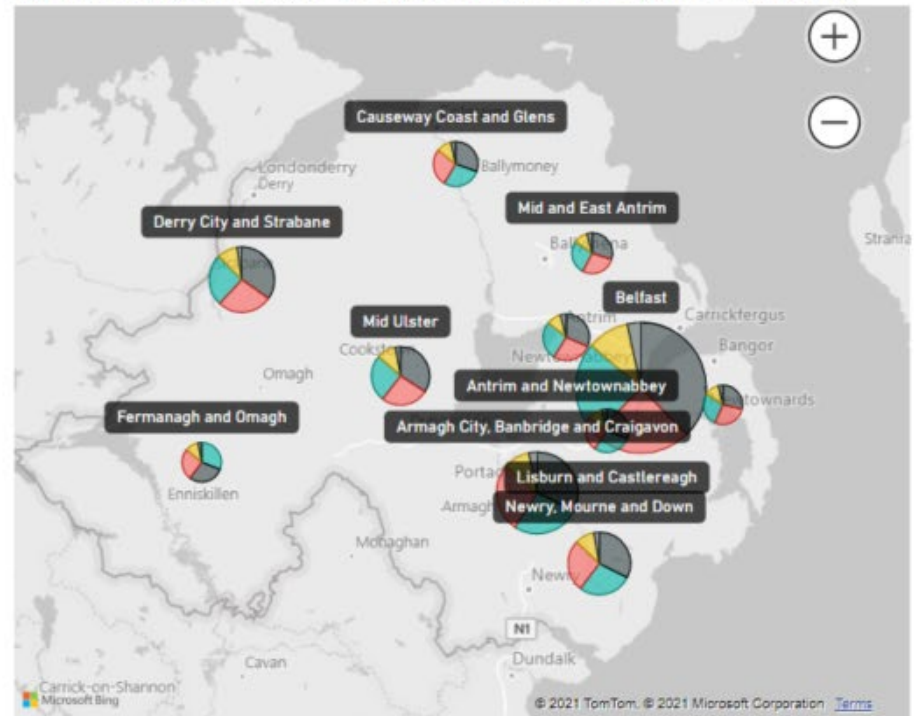 +
Causeway Coast and Glens
Londonderry
Derry
Ballymoney
−
Mid and East Antrim
Derry City and Strabane
Belfast
Carrickfergus
Antrim
Mid Ulster
Bangor
Omagh
Antrim and Newtownabbey
Fermanagh and Omagh
Armagh City, Banbridge and Craigavon
Lisburn and Castlereagh
Enniskillen
Armagh
Newry, Mourne and Down
Monaghan
Newry
N1
Cavan
Dundalk
Carrick-on-Shannon
Microsoft Bing
© 2021 TomTom, © 2021 Microsoft Corporation Terms